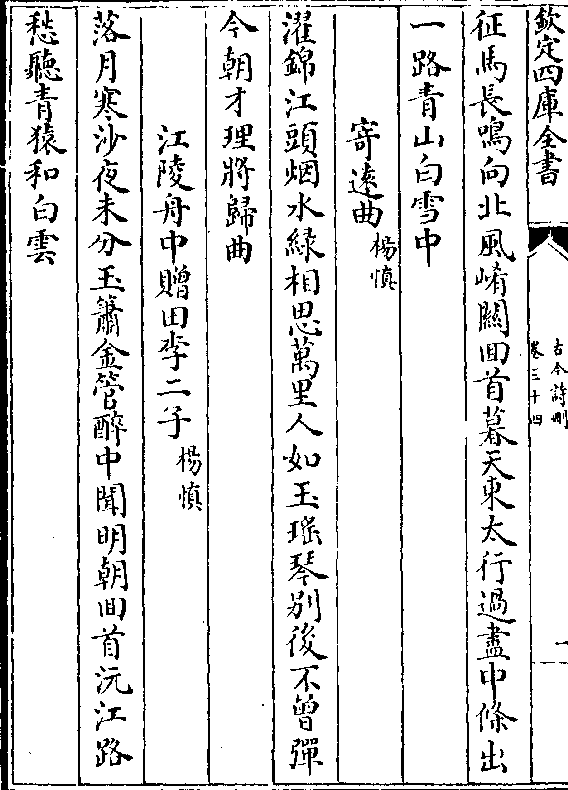 欽定四庫全書
古今詩刪
卷三十四
一
征馬長鳴向北風崤關回首暮天東太行過盡中條出
一路青山白雪中
寄遠曲 楊慎
濯錦江頭烟水綠相思萬里人如玉瑶琴别後不曾彈
今朝才理將歸曲
江陵舟中贈田李二子 楊慎
落月寒沙夜未分玉簫金管醉中聞明朝回首沅江路
愁聽青猿和白雲